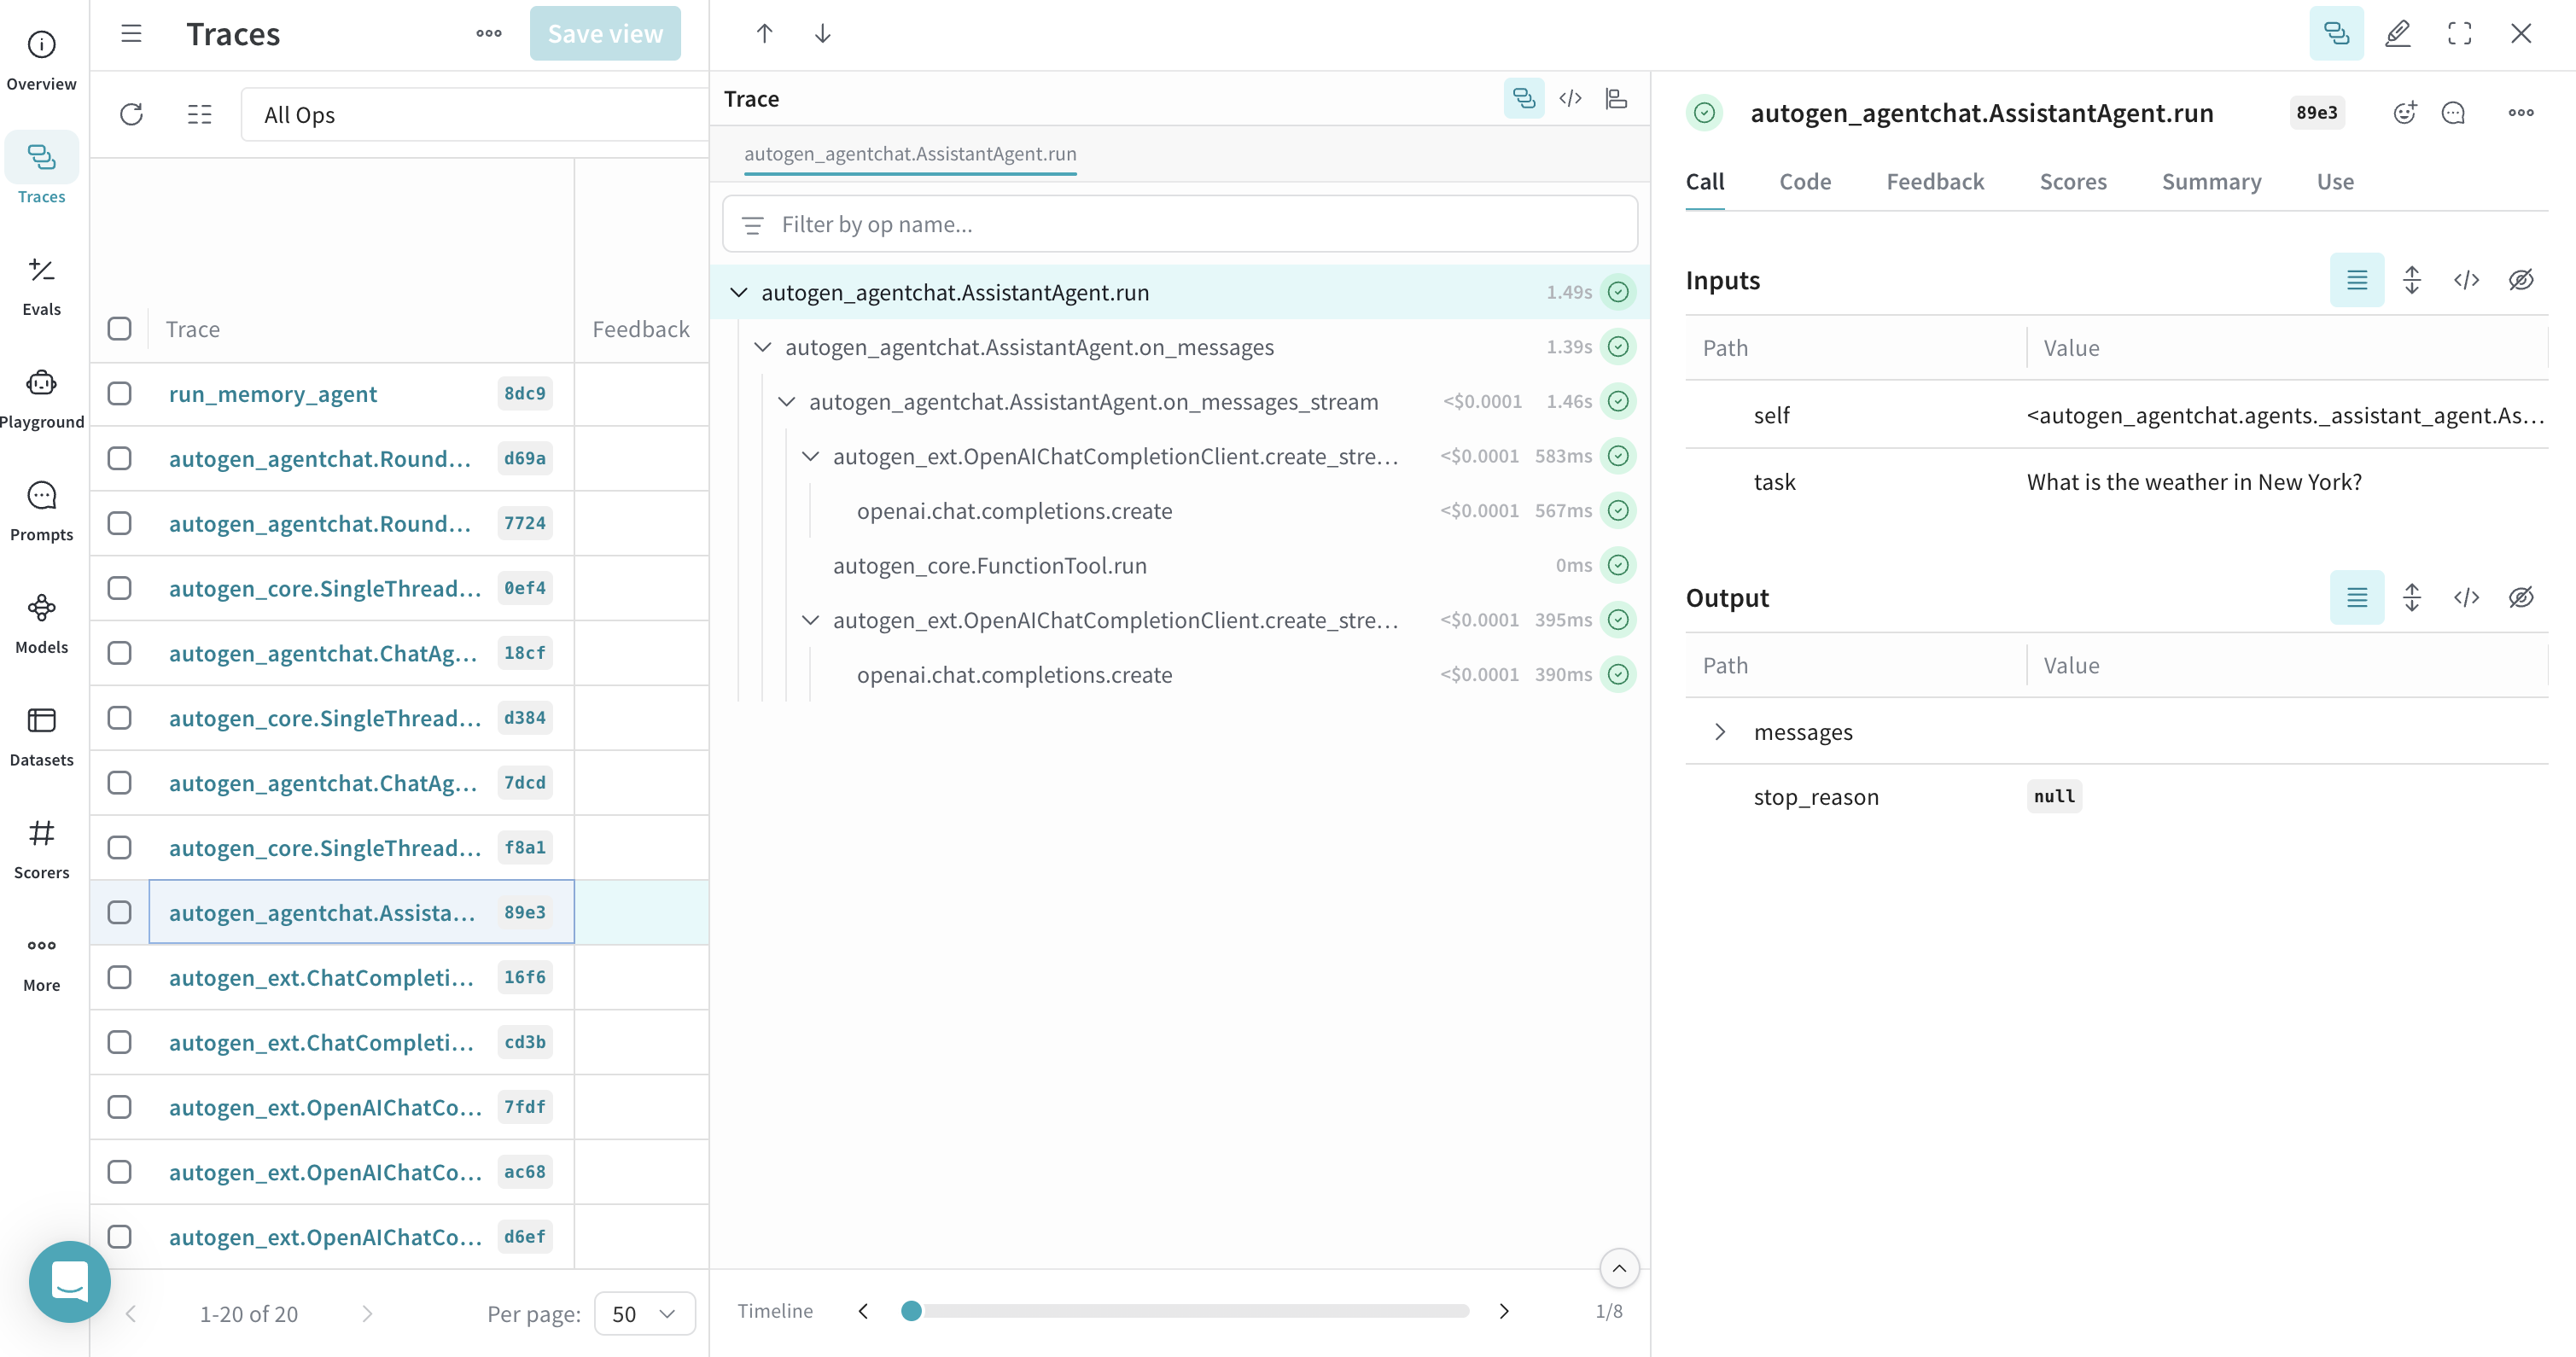 Overview
Traces
Evals
Playground
Prompts
Models
Datasets
Scorers
More
Traces
Save view
All Ops
Trace
Feedback
run_memory_agent 8dc9
autogen_agentchat.Round... d69a
autogen_agentchat.Round... 7724
autogen_core.SingleThread... 0ef4
autogen_agentchat.ChatAg... 18cf
autogen_core.SingleThread... d384
autogen_agentchat.ChatAg... 7dcd
autogen_core.SingleThread... f8a1
autogen_agentchat.Assista... 89e3
autogen_ext.ChatCompleti... 16f6
autogen_ext.ChatCompleti... cd3b
autogen_ext.OpenAIChatCo... 7fdf
autogen_ext.OpenAIChatCo... ac68
autogen_ext.OpenAIChatCo... d6ef
1-20 of 20
Per page: 50
Trace
autogen_agentchat.AssistantAgent.run
Filter by op name...
autogen_agentchat.AssistantAgent.run 1.49s
autogen_agentchat.AssistantAgent.on_messages 1.39s
autogen_agentchat.AssistantAgent.on_messages_stream <$0.0001 1.46s
autogen_ext.OpenAIChatCompletionClient.create_stre... <$0.0001 583ms
openai.chat.completions.create <$0.0001 567ms
autogen_core.FunctionTool.run 0ms
autogen_ext.OpenAIChatCompletionClient.create_stre... <$0.0001 395ms
openai.chat.completions.create <$0.0001 390ms
Timeline 1/8
autogen_agentchat.AssistantAgent.run 89e3
Call Code Feedback Scores Summary Use
Inputs
Path Value
self <autogen_agentchat.agents._assistant_agent.As...
task What is the weather in New York?
Output
Path Value
messages
stop_reason null